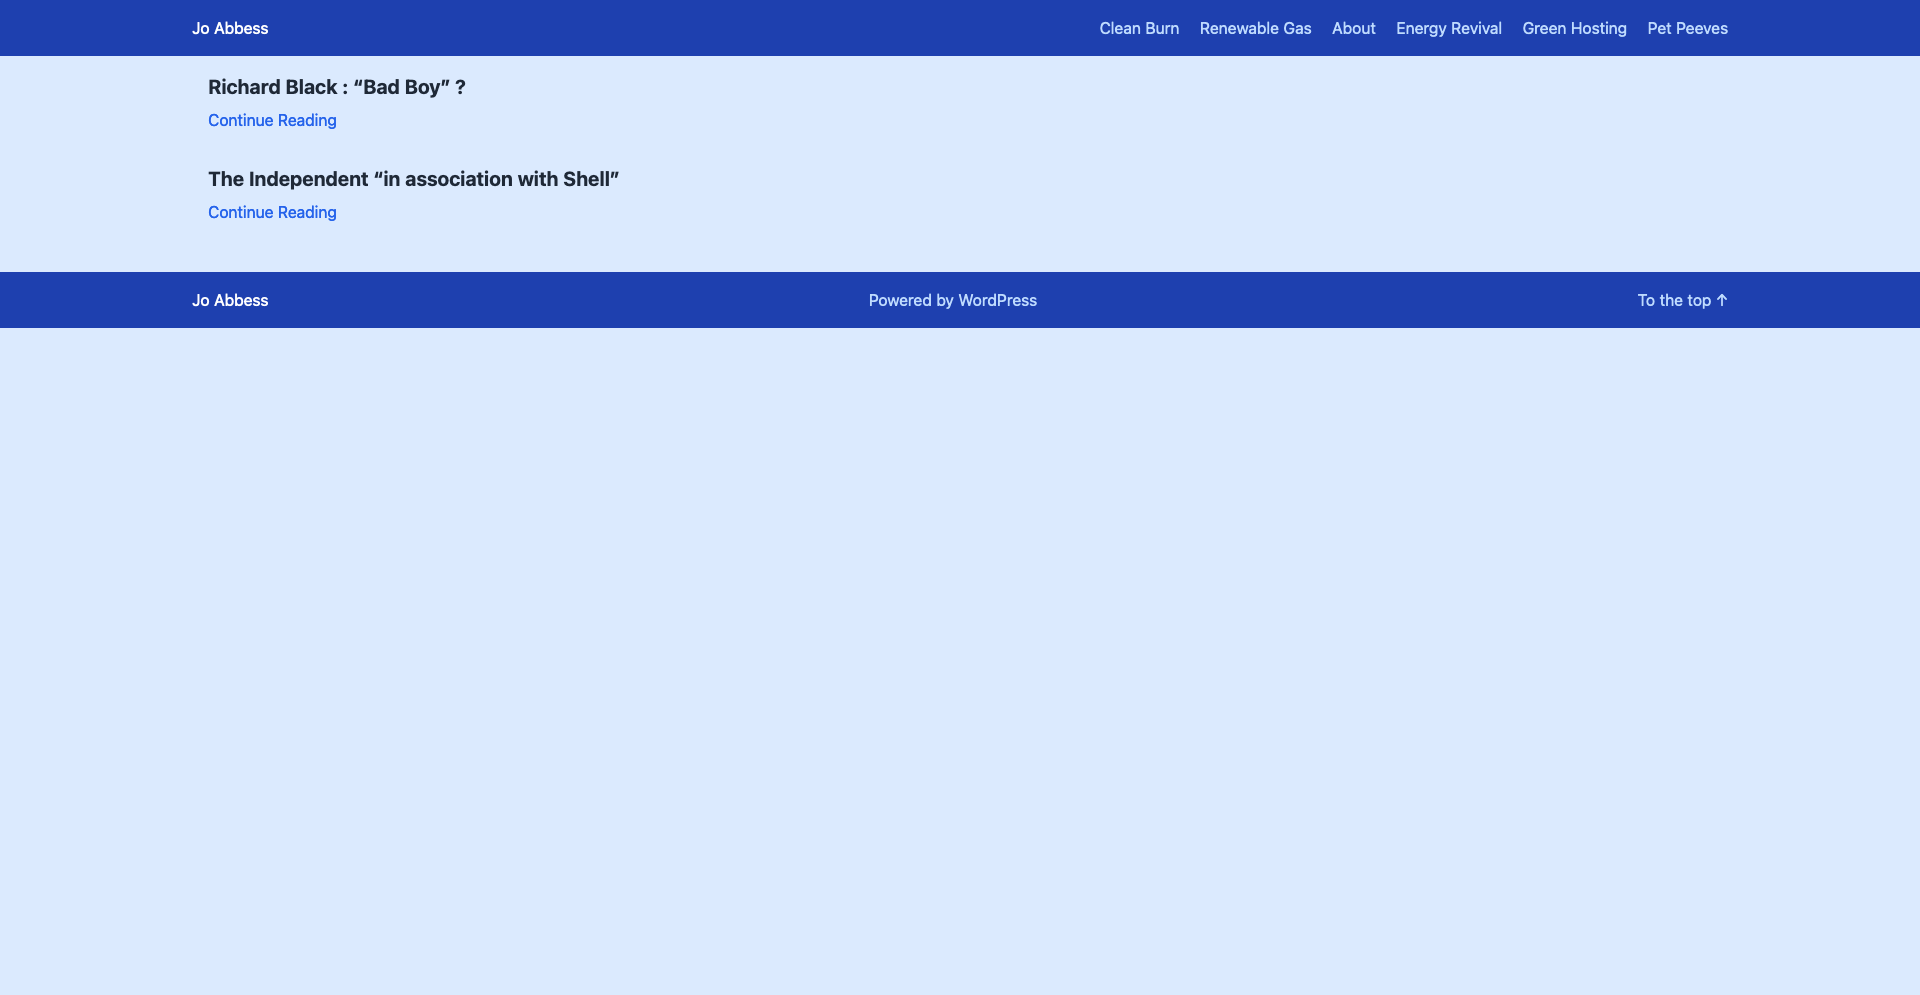 Jo Abbess
Clean Burn Renewable Gas About Energy Revival Green Hosting Pet Peeves
Richard Black : “Bad Boy” ?
Continue Reading
The Independent “in association with Shell”
Continue Reading
Jo Abbess
Powered by WordPress
To the top ↑